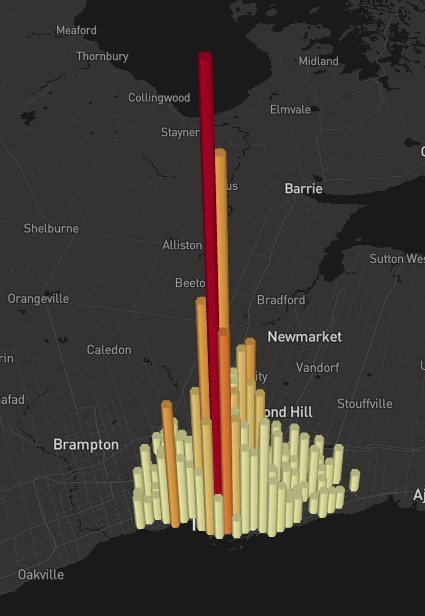 Meaford
Thornbury
Midland
Collingwood
Elmvale
Stayner
us
Barrie
Shelburne
Alliston
Sutton Wes
Beeto
Orangeville
Bradford
Newmarket
rin
Caledon
Vandorf
ity
afad
Stouffville
ond Hill
Brampton
Aj
Oakville